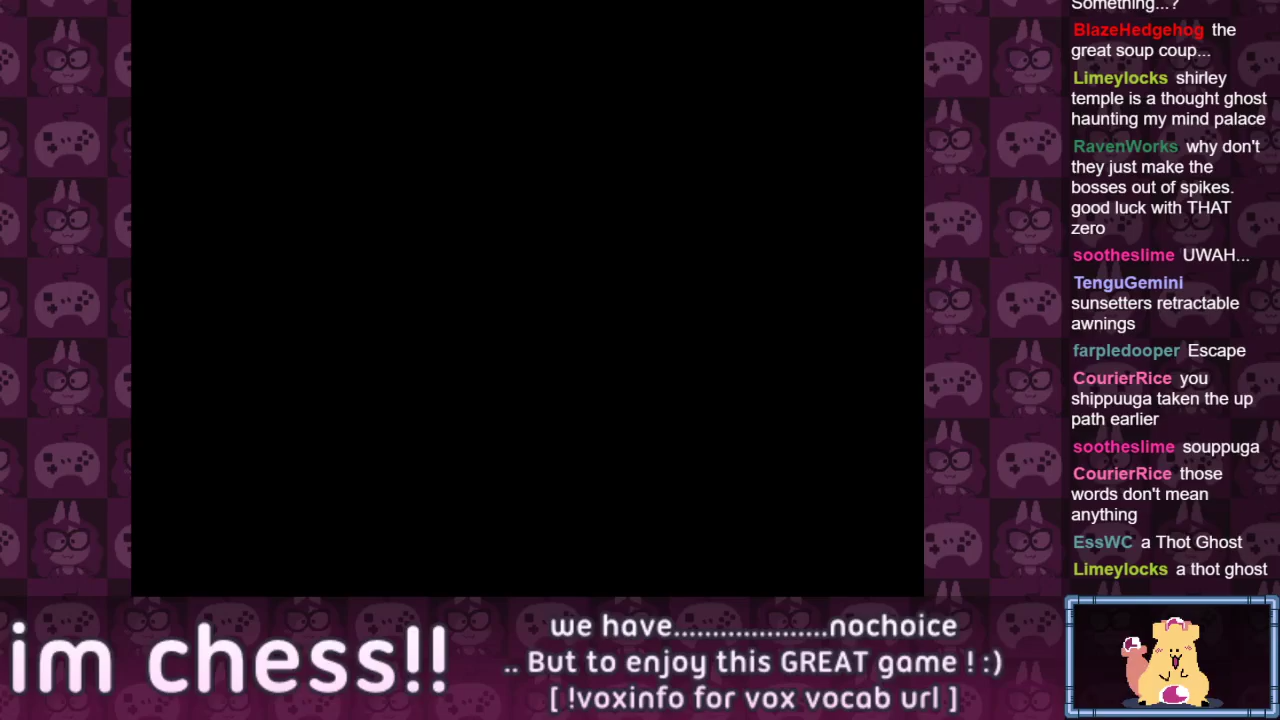 Something...?
BlazeHedgehog the
great soup coup...
Limeylocks shirley
temple is a thought ghost
haunting my mind palace
RavenWorks why don't
they just make the
bosses out of spikes.
good luck with THAT
zero
sootheslime UWAH...
TenguGemini
sunsetters retractable
awnings
farpledooper Escape
CourierRice you
shippuuga taken the up
path earlier
sootheslime souppuga
CourierRice those
words don't mean
anything
EssWC a Thot Ghost
Limeylocks a thot ghost
im chess!!
we have....................nochoice
.. But to enjoy this GREAT game ! :)
[ !voxinfo for vox vocab url ]